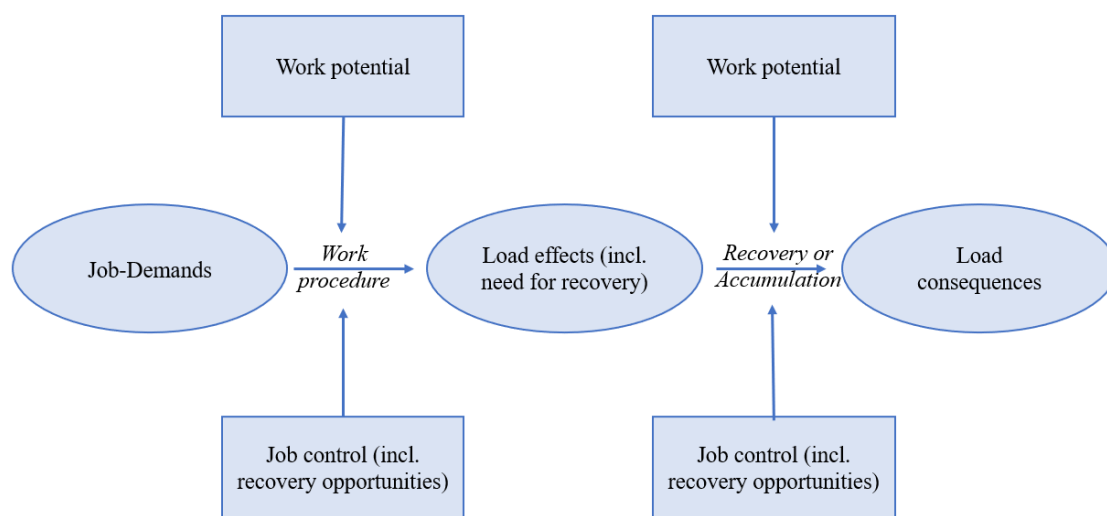 Work potential
Work potential
Job-Demands
Work
procedure
Load effects (incl.
need for recovery)
Recovery or
Accumulation
Load
consequences
Job control (incl.
recovery opportunities)
Job control (incl.
recovery opportunities)